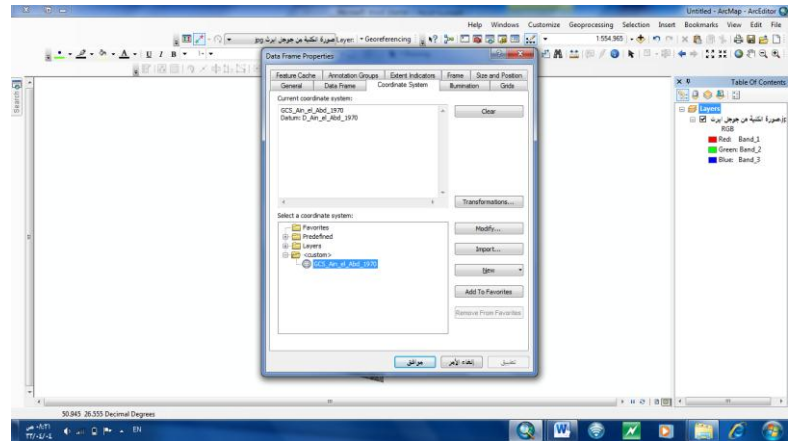 Untitled - ArcMap - ArcEditor
File Edit View Bookmarks Insert Selection Geoprocessing Customize Windows Help
1:554,965
Georeferencing
Layer:
A B I U
Table Of Contents
Layers
RGB
Red: Band_1
Green: Band_2
Blue: Band_3
Search
Data Frame Properties
Feature Cache Annotation Groups Extent Indicators Frame Size and Position
General Data Frame Coordinate System Illumination Grids
Current coordinate system:
GCS_Ain_el_Abd_1970
Datum: D_Ain_el_Abd_1970
Clear
Transformations...
Select a coordinate system:
Favorites
Predefined
Layers
<custom>
GCS_Ain_el_Abd_1970
Modify...
Import...
New
Add To Favorites
Remove From Favorites
موافق إلغاء الأمر تطبيق
50.945 26.555 Decimal Degrees
EN